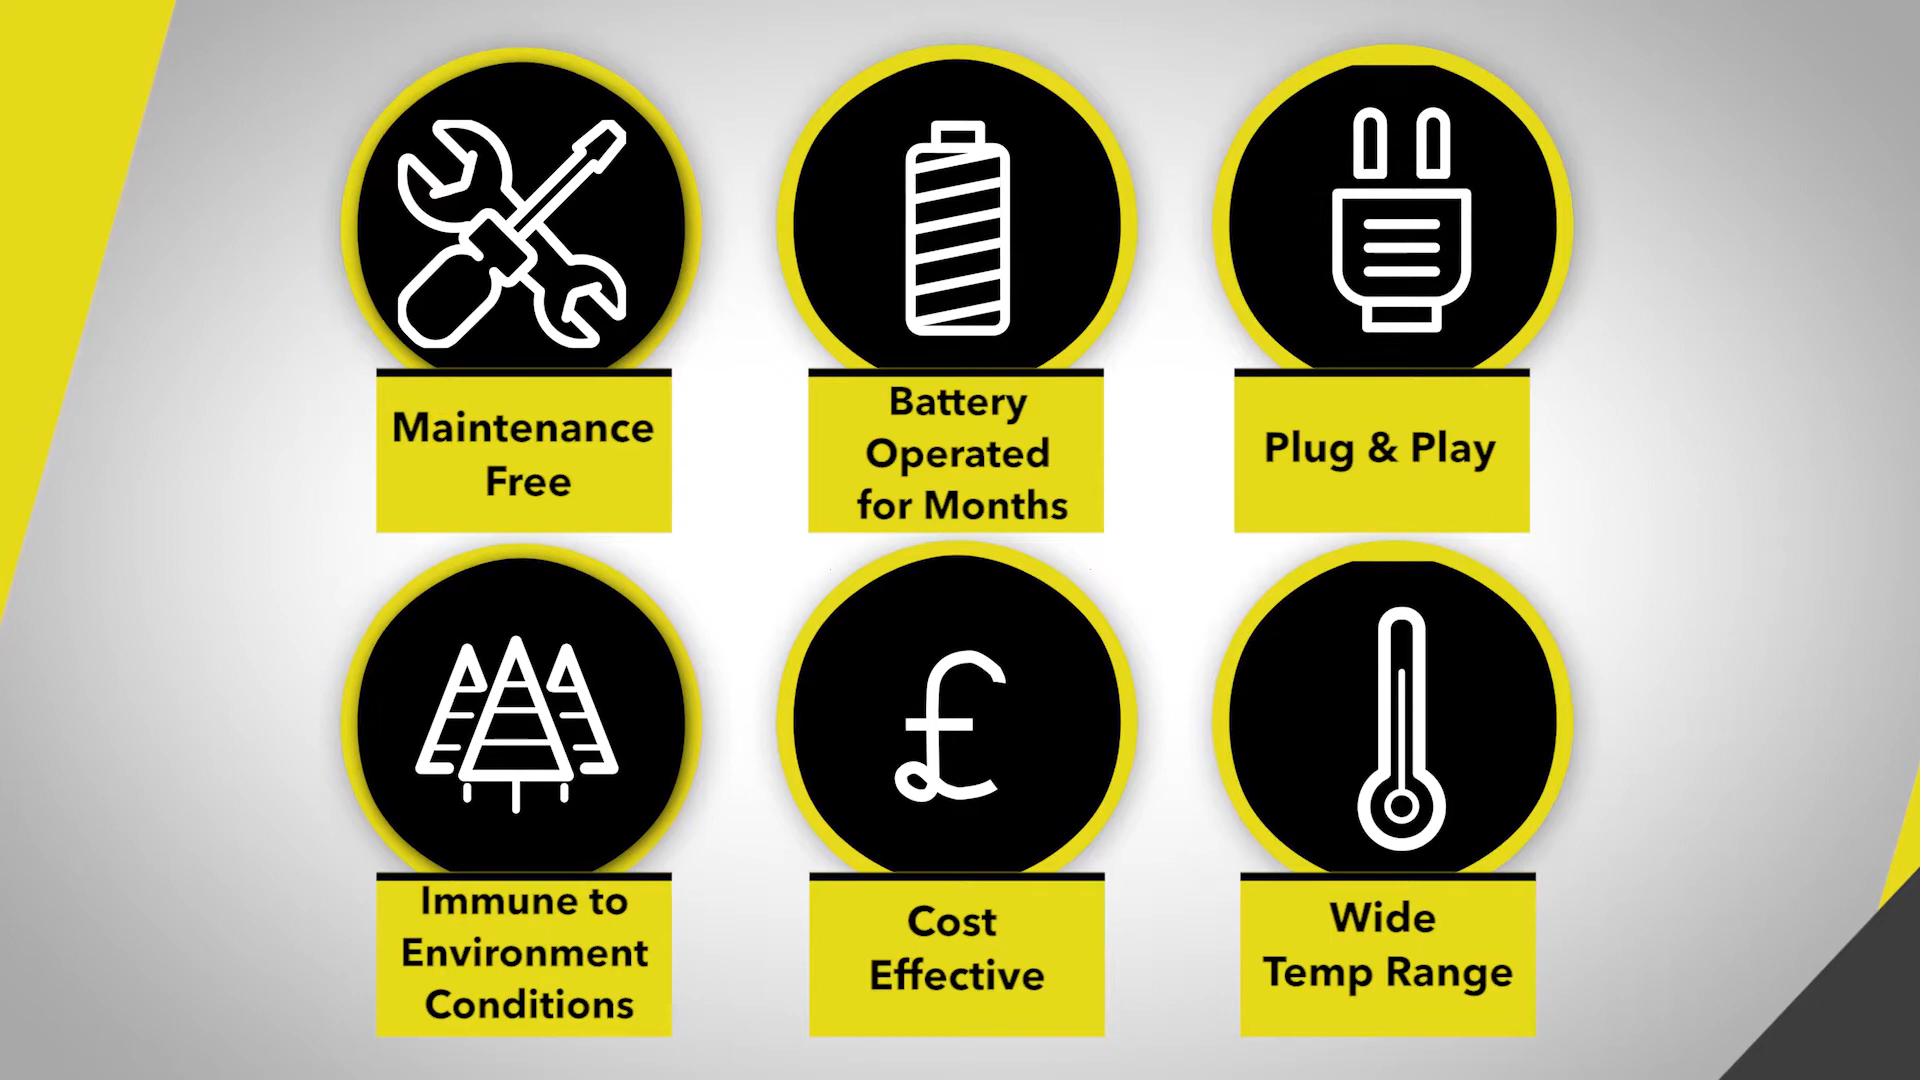 Maintenance
Free
Battery
Operated
for Months
Plug & Play
Immune to
Environment
Conditions
£
Cost
Effective
Wide
Temp Range